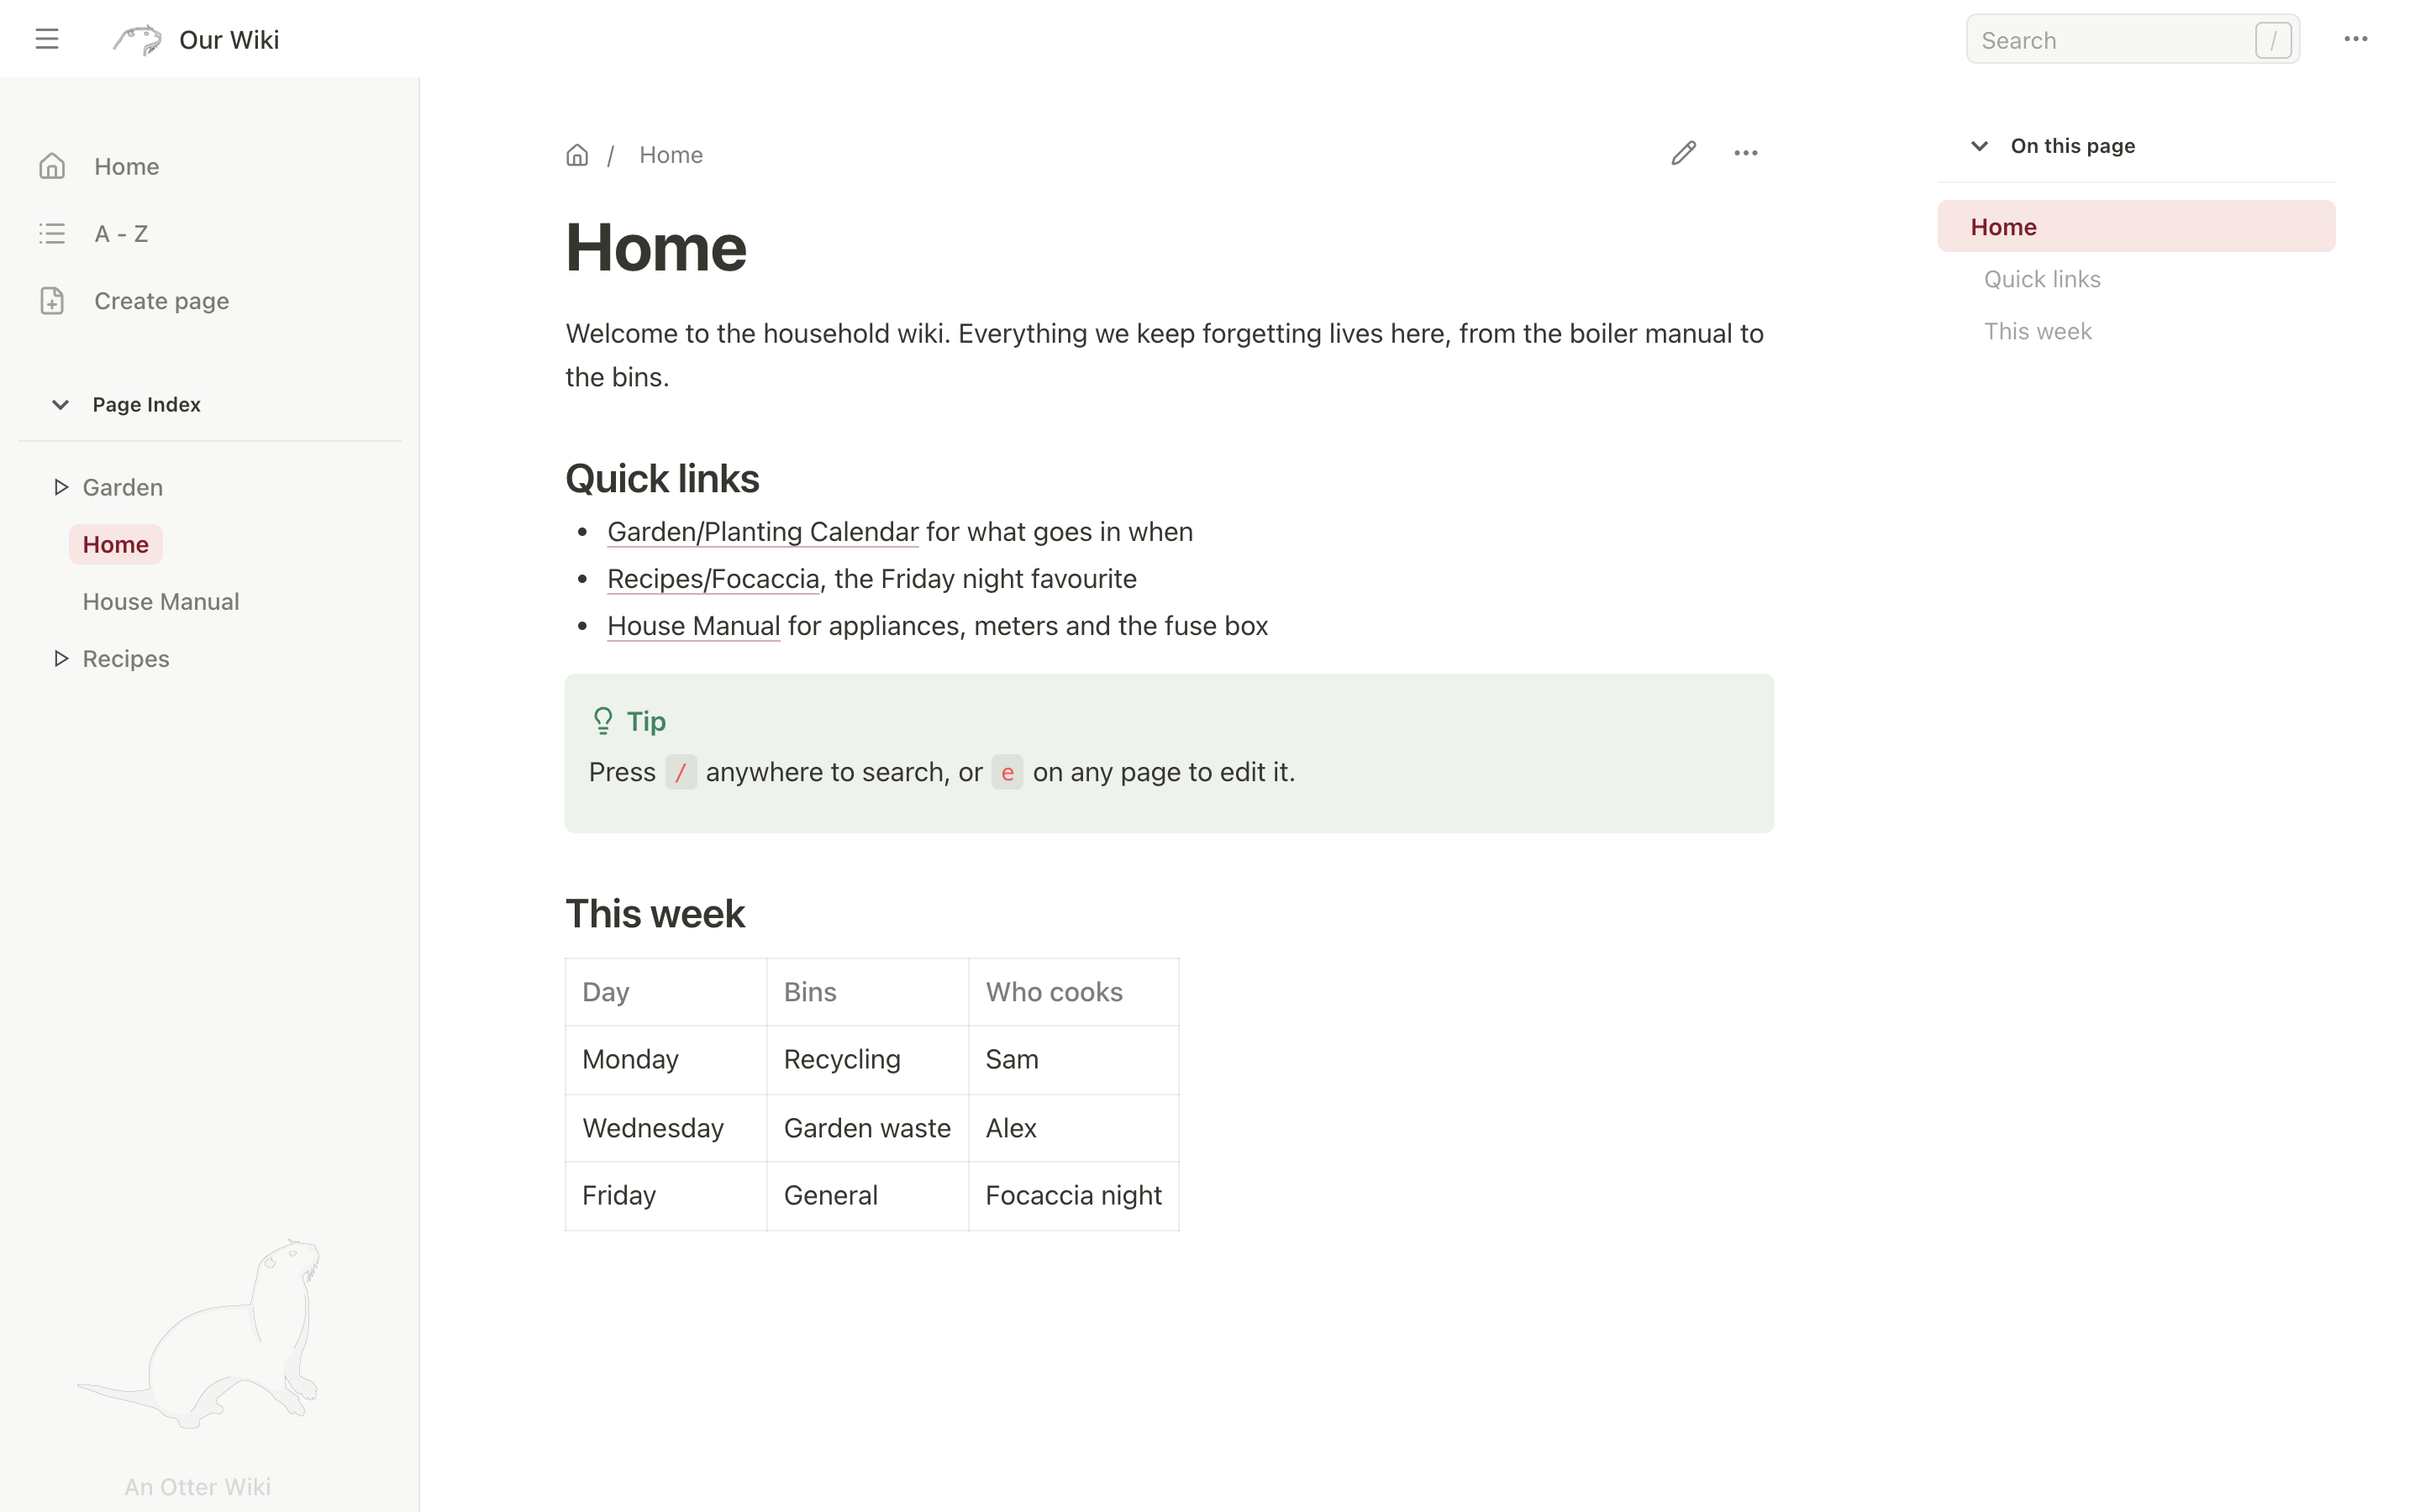 Our Wiki
Search /
Home
A - Z
Create page
Page Index
Garden
Home
House Manual
Recipes
An Otter Wiki
/ Home
Home
Welcome to the household wiki. Everything we keep forgetting lives here, from the boiler manual to
the bins.
Quick links
• Garden/Planting Calendar for what goes in when
• Recipes/Focaccia, the Friday night favourite
• House Manual for appliances, meters and the fuse box
Tip
Press / anywhere to search, or e on any page to edit it.
This week
Day Bins Who cooks
Monday Recycling Sam
Wednesday Garden waste Alex
Friday General Focaccia night
On this page
Home
Quick links
This week